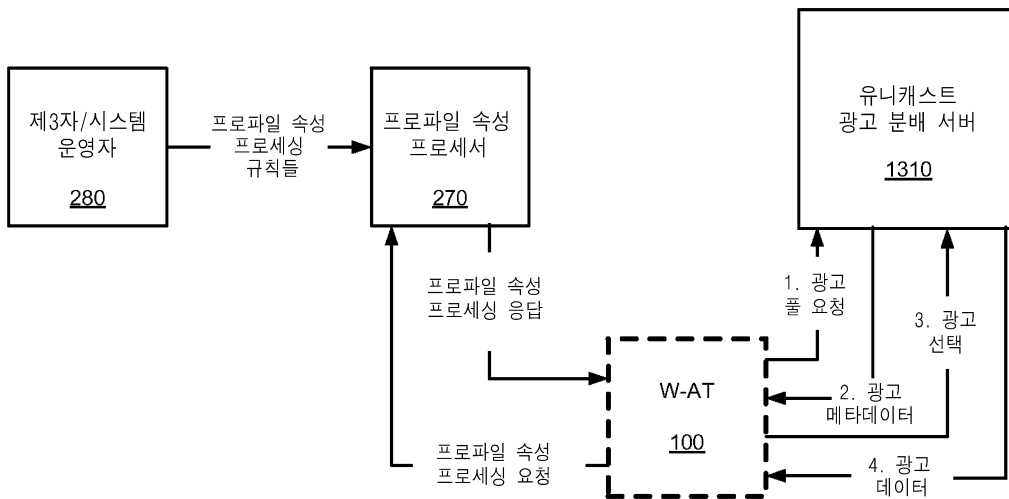 제3자/시스템
운영자
280
프로파일 속성
프로세싱
규칙들
프로파일 속성
프로세서
270
유니캐스트
광고 분배 서버
1310
프로파일 속성
프로세싱 응답
1. 광고
풀 요청
3. 광고
선택
W-AT
100
2. 광고
메타데이터
프로파일 속성
프로세싱 요청
4. 광고
데이터